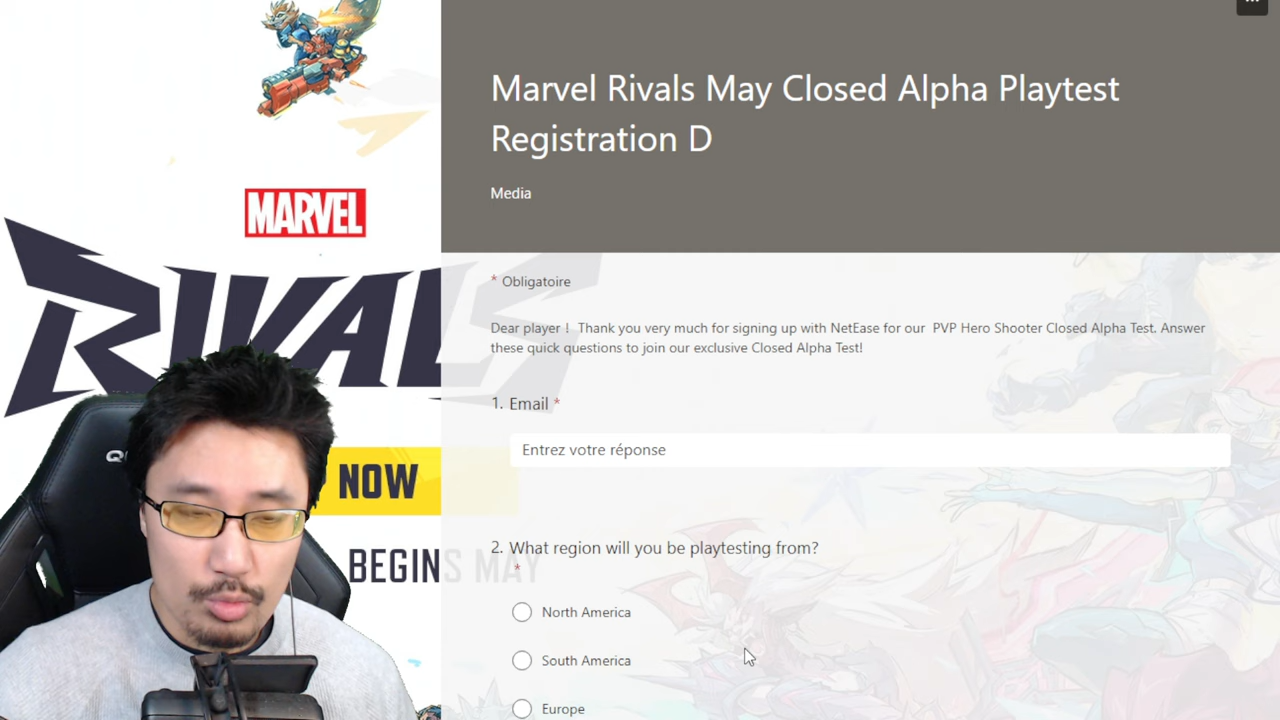 Marvel Rivals May Closed Alpha Playtest
Registration D
Media
MARVEL
RIVALS
* Obligatoire
Dear player！ Thank you very much for signing up with NetEase for our PVP Hero Shooter Closed Alpha Test. Answer
these quick questions to join our exclusive Closed Alpha Test!
1. Email *
Entrez votre réponse
NOW
BEGINS MAY
2. What region will you be playtesting from?
*
North America
South America
Europe